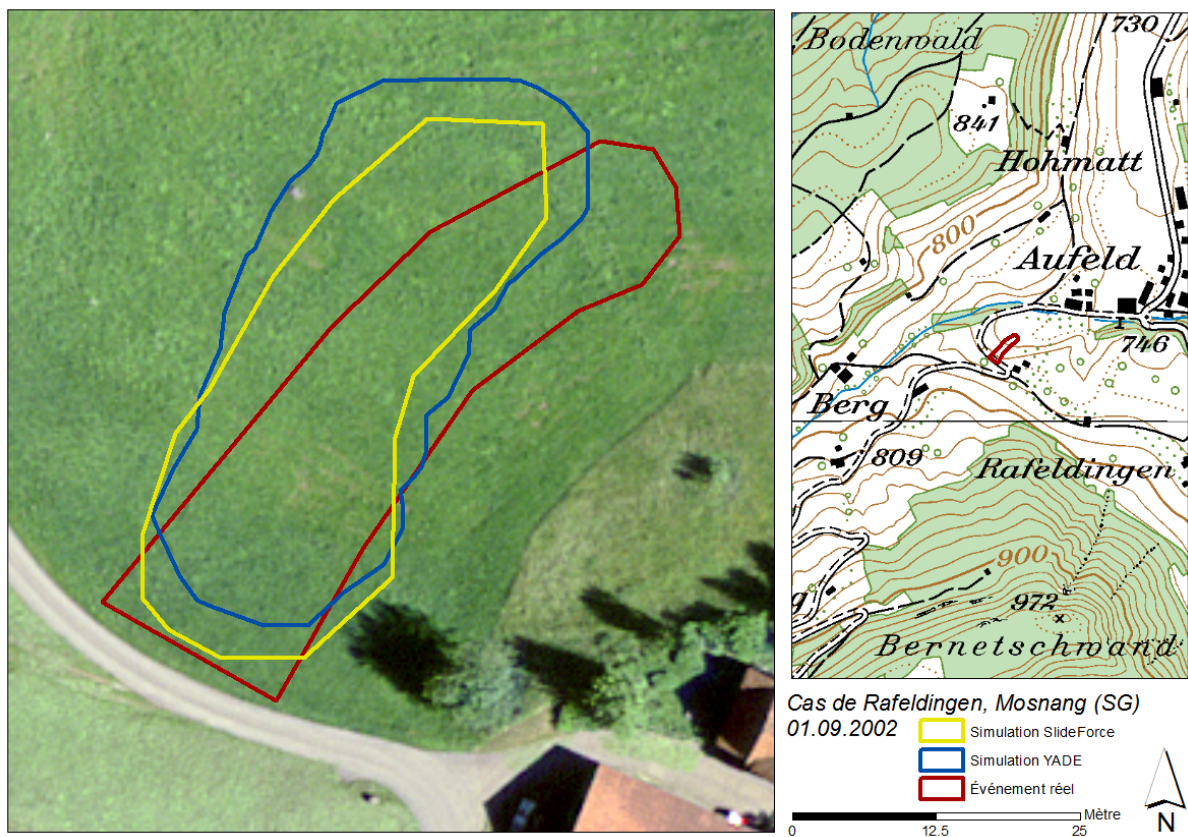 730
Bodenwald
841
Hohmatt
800
Aufeld
746
Berg
809
Rafeldingen
900
972
g
Bernetschwand
Cas de Rafeldingen, Mosnang (SG)
01.09.2002
Simulation SlideForce
Simulation YADE
Événement réel
Mètre
0 12.5 25
N